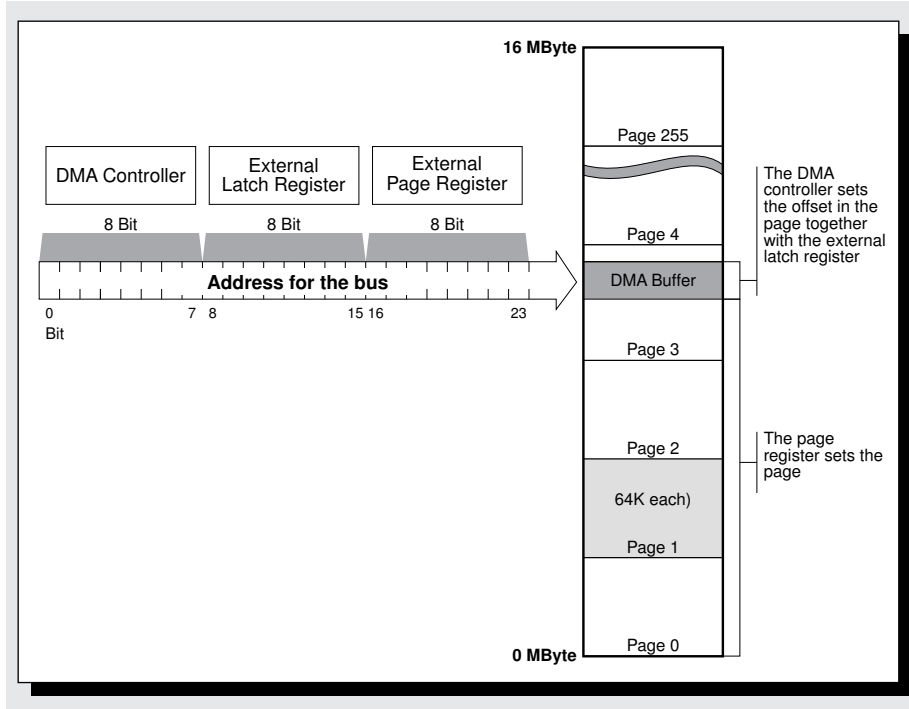 16 MByte
Page 255
DMA Controller
External
Latch Register
External
Page Register
8 Bit
8 Bit
8 Bit
Address for the bus
0
7
8
15
16
23
Bit
Page 4
DMA Buffer
Page 3
Page 2
64K each)
Page 1
Page 0
0 MByte
The DMA
controller sets
the offset in the
page together
with the external
latch register
The page
register sets the
page